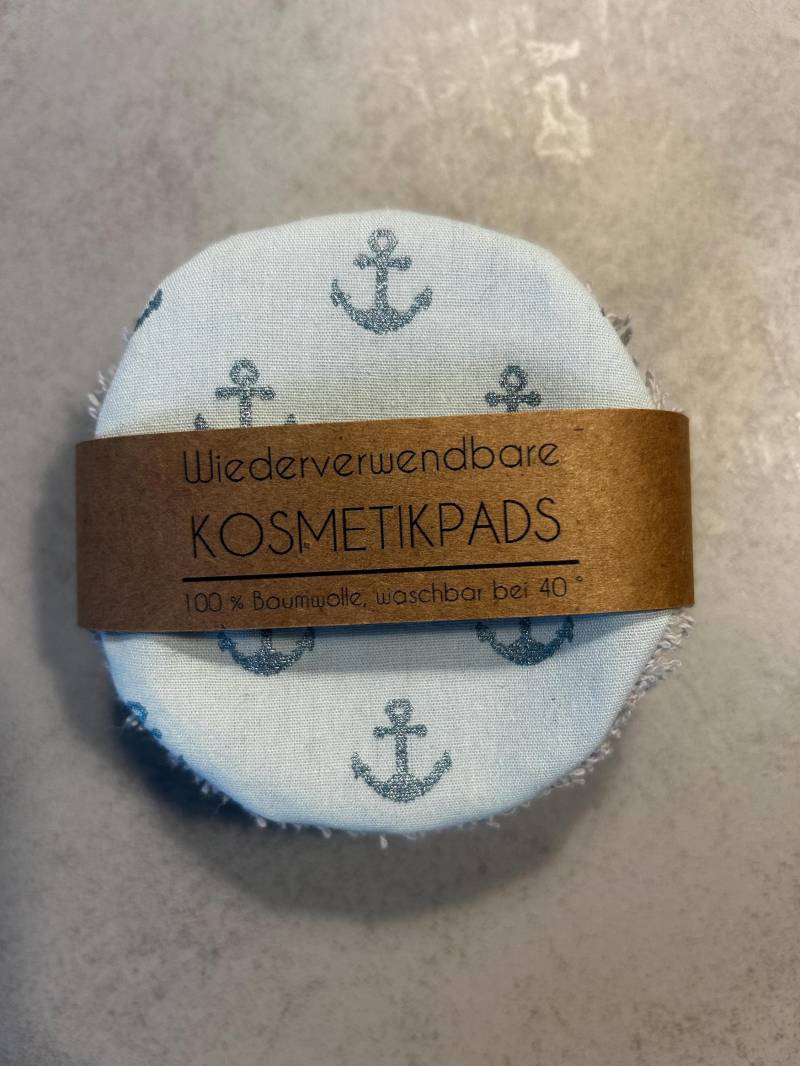 Wiederverwendbare
KOSMETIKPADS
100 % Baumwolle, waschbar bei 40 °